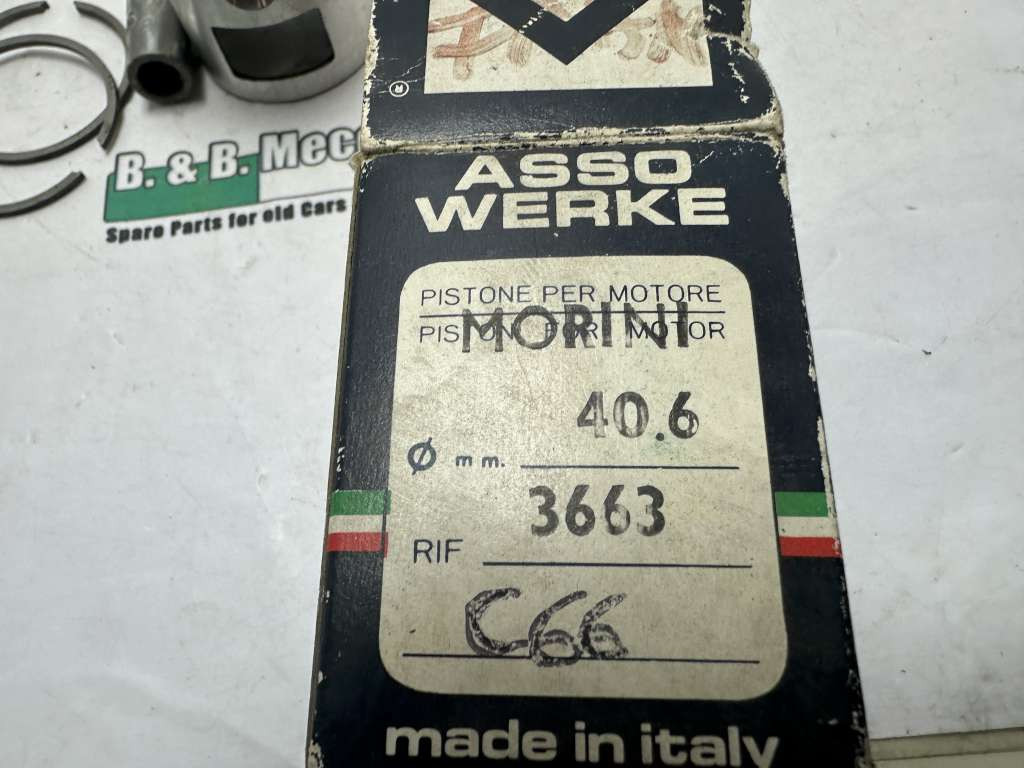 ®
ASSO
WERKE
B. & B. Mecc
Spare Parts for old Cars
PISTONE PER MOTORE
MORINI
PISTON FOR MOTOR
40.6
Ø mm.
3663
RIF
C66
made in italy